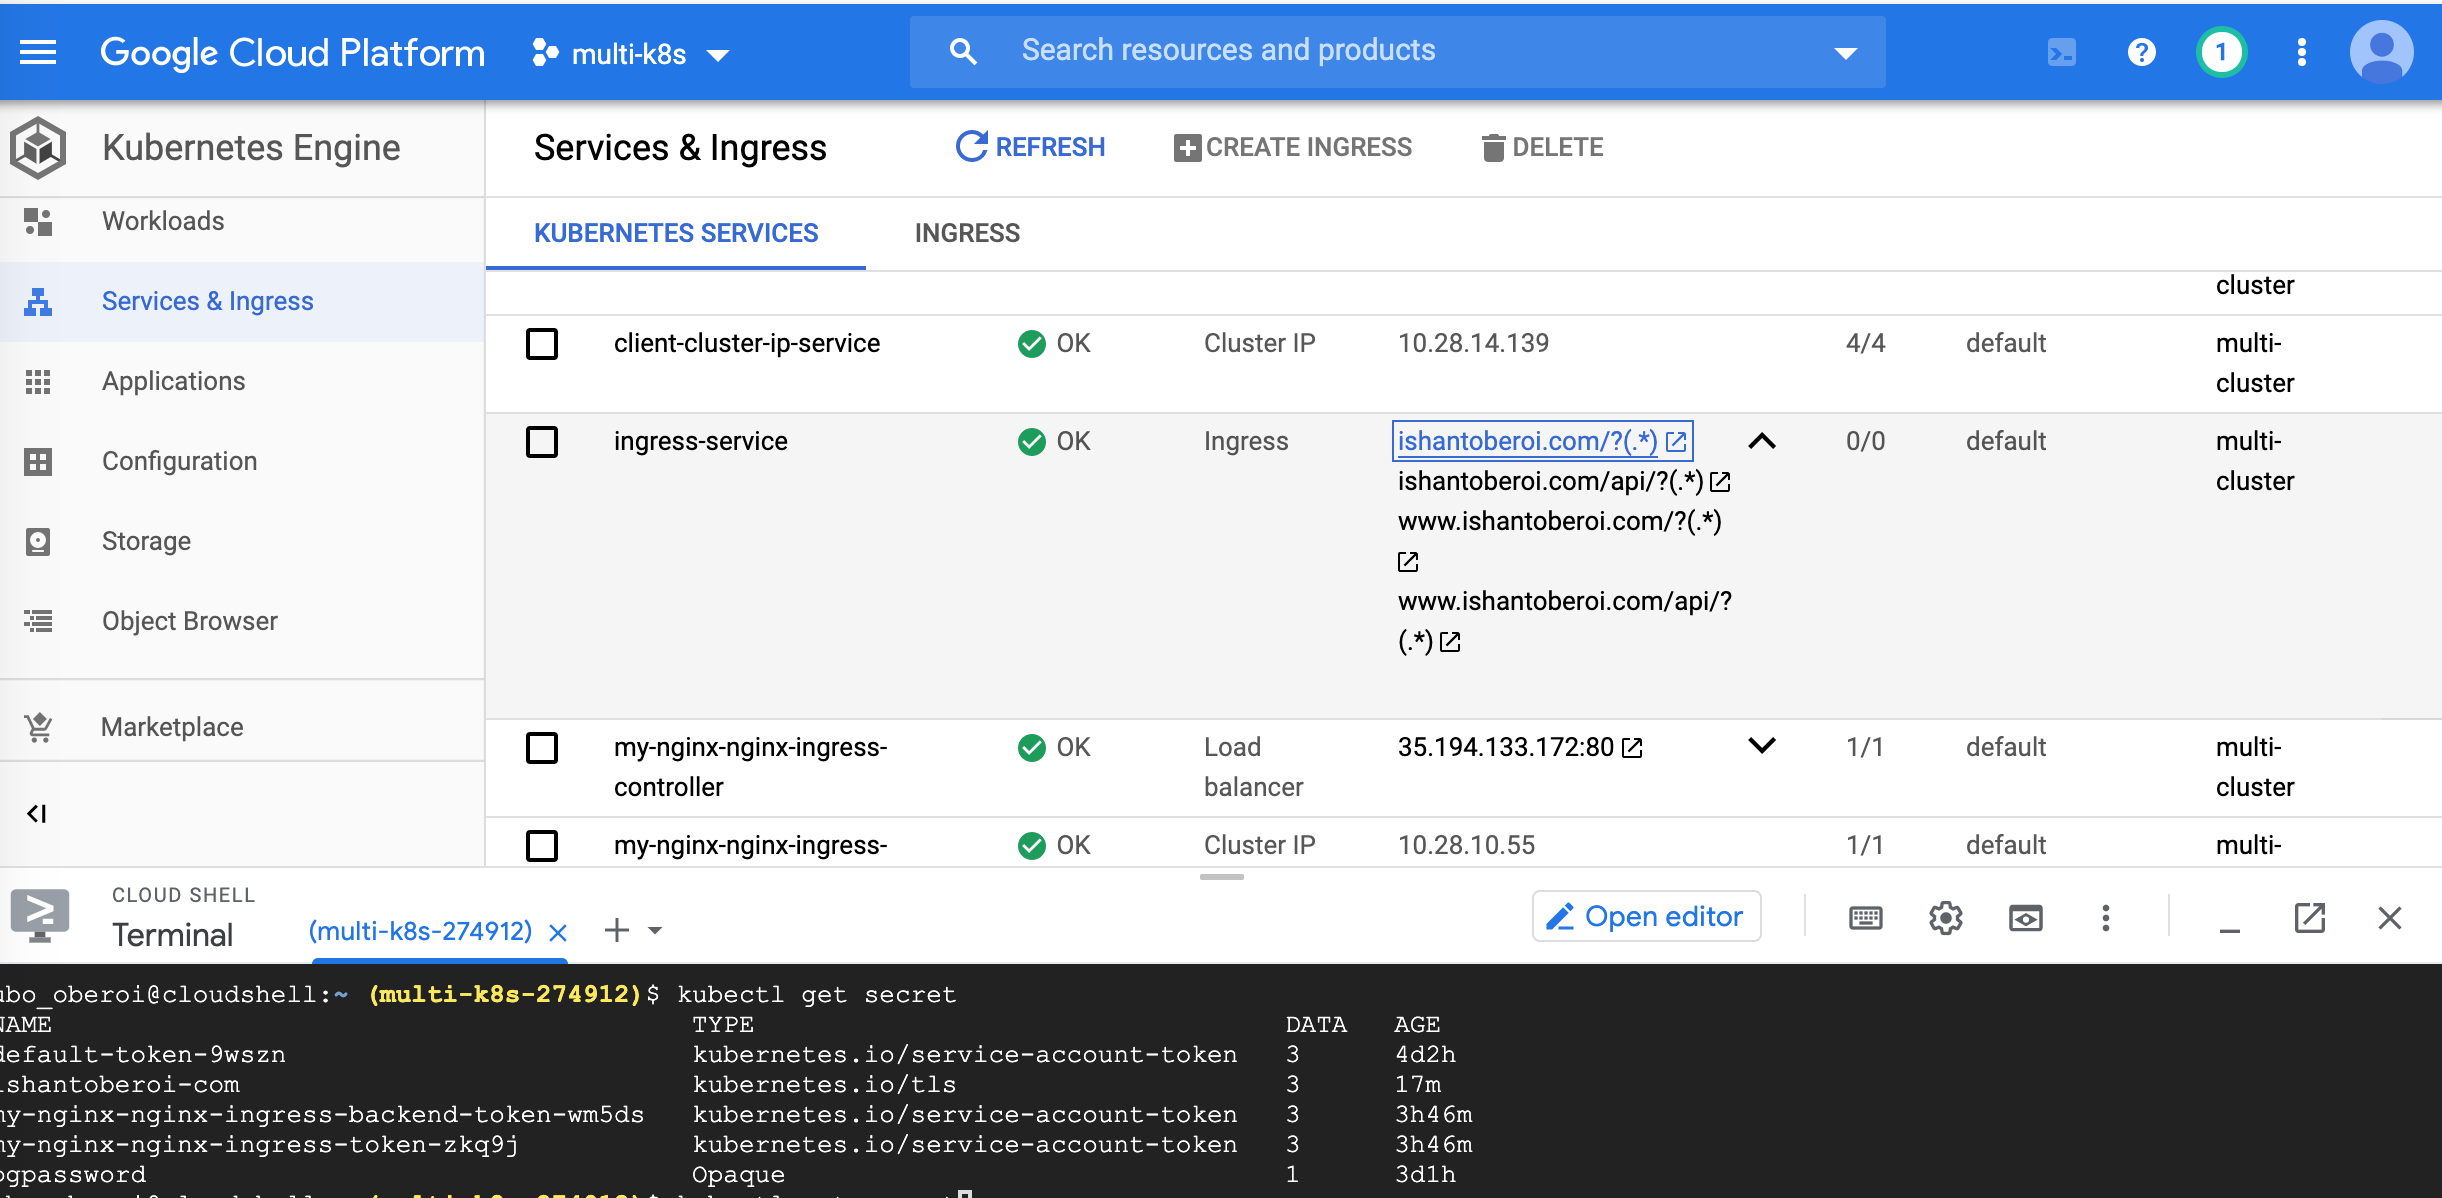 Google Cloud Platform multi-k8s Search resources and products 1
Kubernetes Engine
Services & Ingress REFRESH CREATE INGRESS DELETE
Workloads
Services & Ingress
Applications
Configuration
Storage
Object Browser
Marketplace
KUBERNETES SERVICES INGRESS
cluster
client-cluster-ip-service OK Cluster IP 10.28.14.139 4/4 default multi-
cluster
ingress-service OK Ingress ishantoberoi.com/?(.*) 0/0 default multi-
ishantoberoi.com/api/?(.*) cluster
www.ishantoberoi.com/?(.*)
www.ishantoberoi.com/api/?
(.*)
my-nginx-nginx-ingress- OK Load 35.194.133.172:80 1/1 default multi-
controller balancer cluster
my-nginx-nginx-ingress- OK Cluster IP 10.28.10.55 1/1 default multi-
CLOUD SHELL
Terminal (multi-k8s-274912) Open editor
ubo_oberoi@cloudshell:~ (multi-k8s-274912)$ kubectl get secret
NAME TYPE DATA AGE
default-token-9wszn kubernetes.io/service-account-token 3 4d2h
ishantoberoi-com kubernetes.io/tls 3 17m
my-nginx-nginx-ingress-backend-token-wm5ds kubernetes.io/service-account-token 3 3h46m
my-nginx-nginx-ingress-token-zkq9j kubernetes.io/service-account-token 3 3h46m
pgpassword Opaque 1 3d1h
(multi-k8s-274912)$